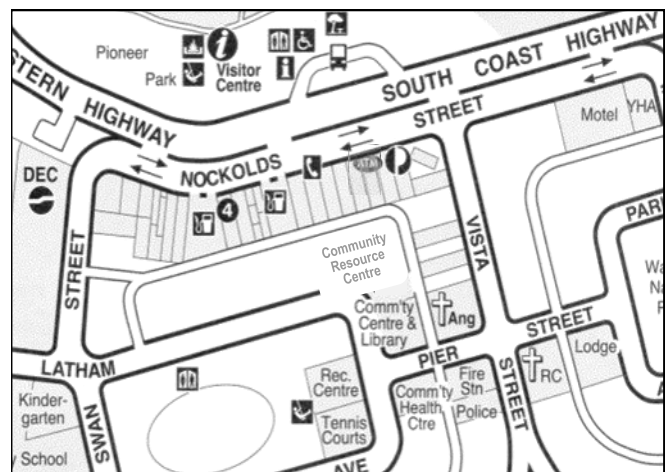 Pioneer
Park
i
Visitor
Centre
i
SOUTH COAST HIGHWAY
STERN HIGHWAY
STREET
NOCKOLDS
Motel
YHA
DEC
ATM
4
STREET
VISTA
PAR
Community
Resource
Centre
Comm'ty
Centre &
Library
Ang
STREET
LATHAM
PIER
STREET
RC
Lodge
Rec.
Centre
Fire
Stn
Police
Comm'ty
Health
Ctre
Tennis
Courts
Kinder-
garten
SWAN
School
AVE